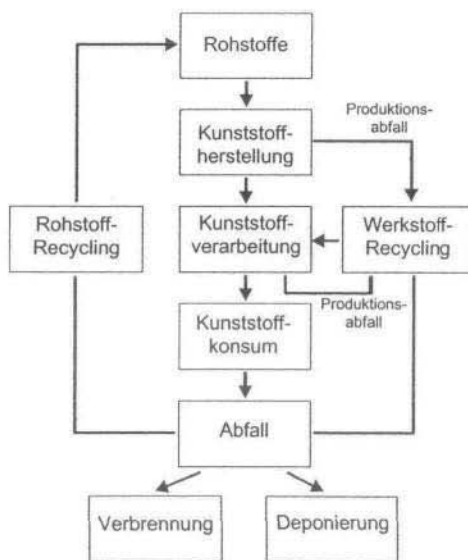 Rohstoffe
Produktions-
abfall
Kunststoff-
herstellung
Rohstoff-
Recycling
Kunststoff-
verarbeitung
Werkstoff-
Recycling
Produktions-
abfall
Kunststoff-
konsum
Abfall
Verbrennung
Deponierung